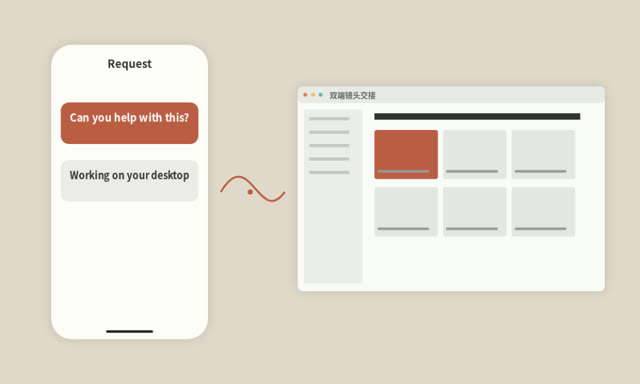 Request
Can you help with this?
Working on your desktop
双端镜头交接